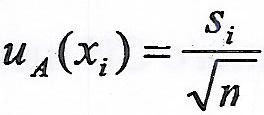 u_A(x_i) = s_i / √n